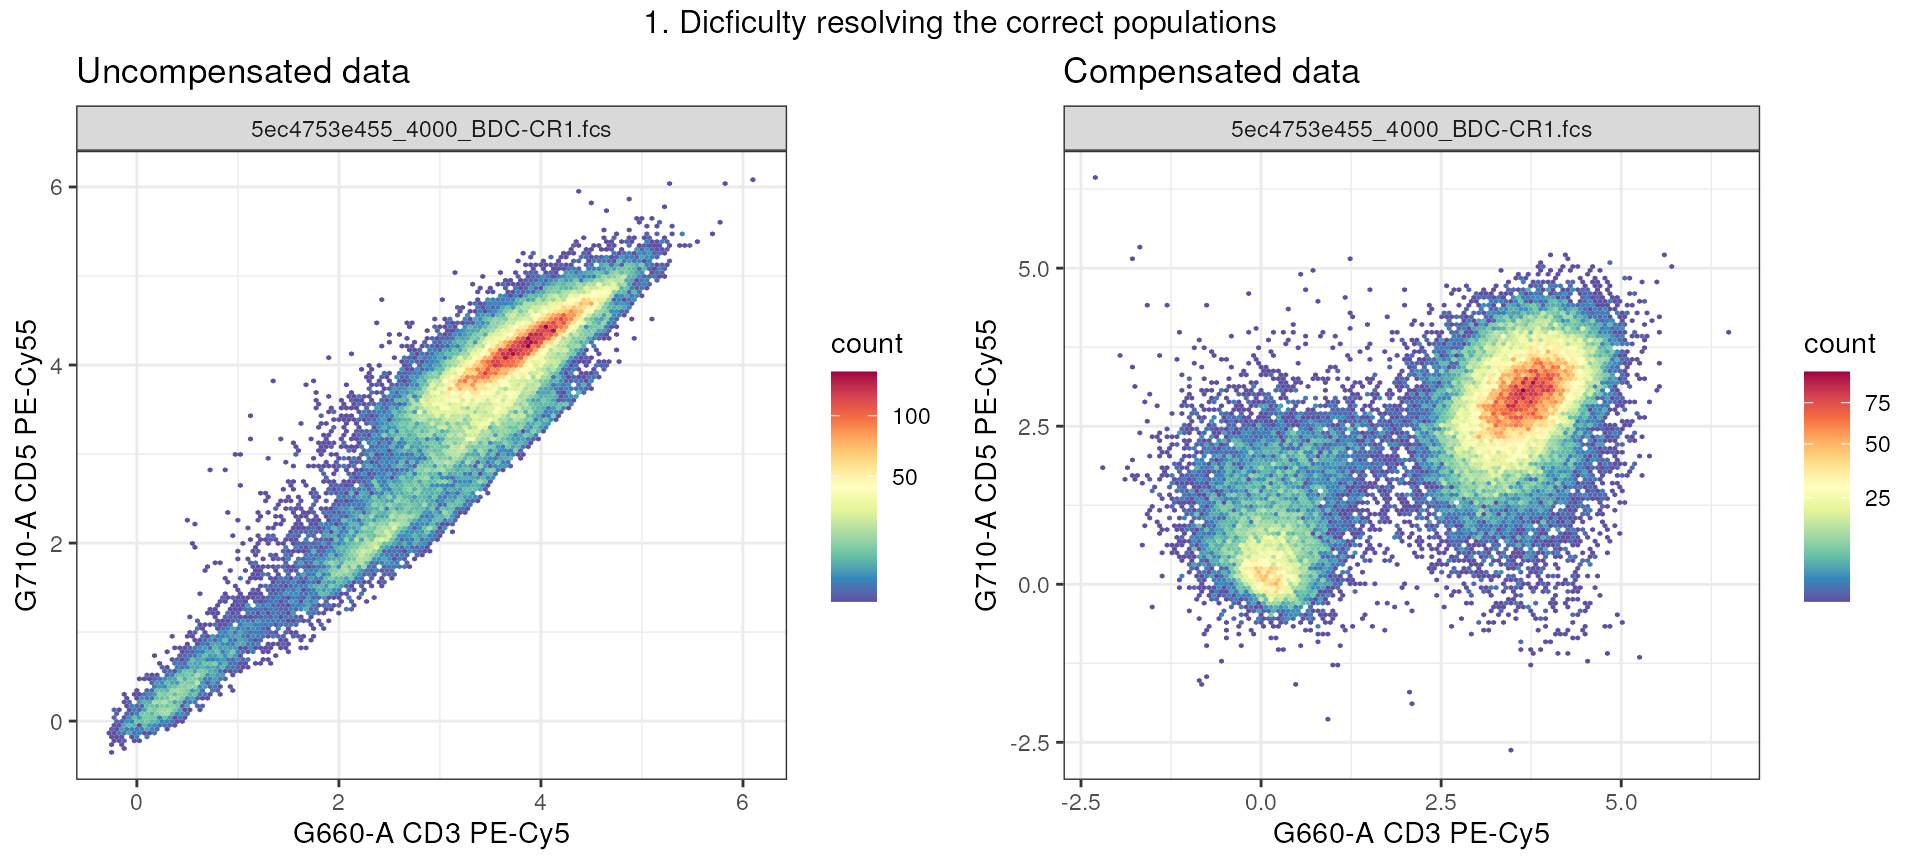 1. Dicficulty resolving the correct populations
Uncompensated data
5ec4753e455_4000_BDC-CR1.fcs
G710-A CD5 PE-Cy55
6
4
2
0
0
2
4
6
G660-A CD3 PE-Cy5
count
100
50
Compensated data
5ec4753e455_4000_BDC-CR1.fcs
G710-A CD5 PE-Cy55
5.0
2.5
0.0
-2.5
-2.5
0.0
2.5
5.0
G660-A CD3 PE-Cy5
count
75
50
25